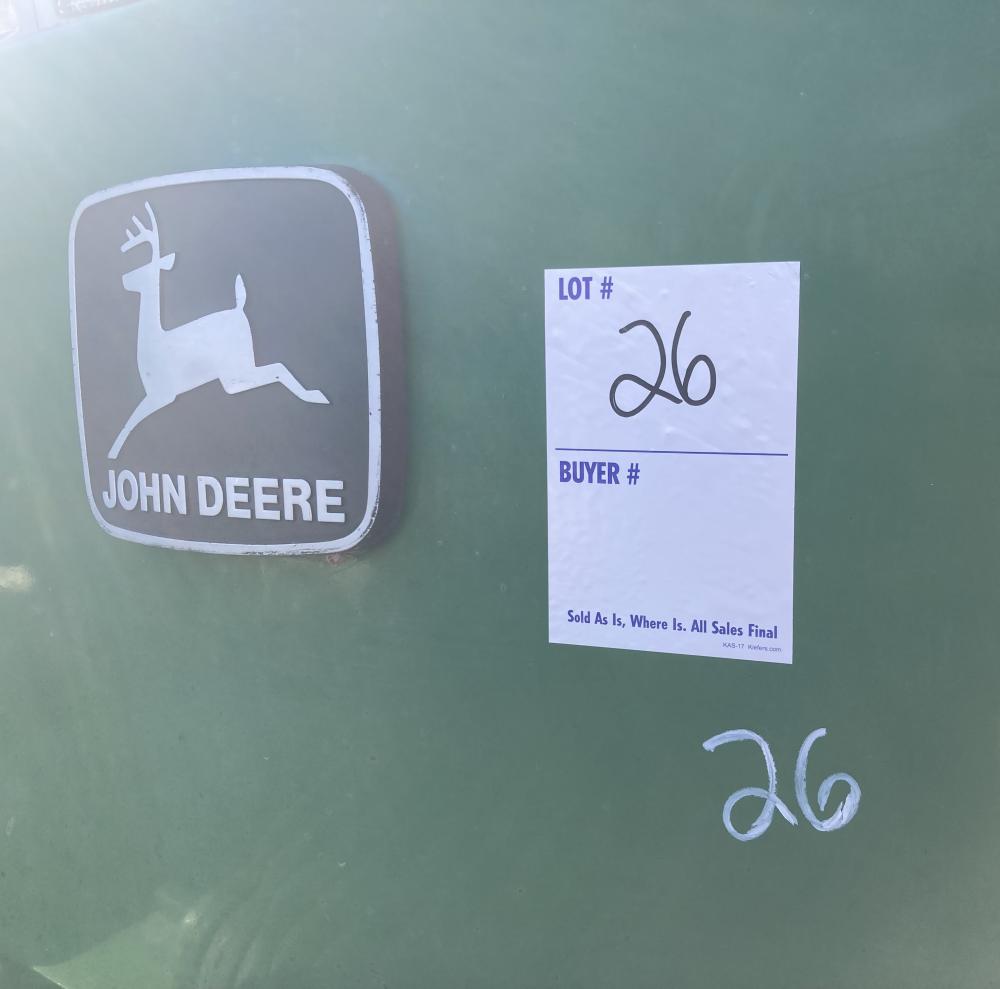 JOHN DEERE
LOT #
26
BUYER #
Sold As Is, Where Is. All Sales Final
KAS-17 Kiefers.com
26